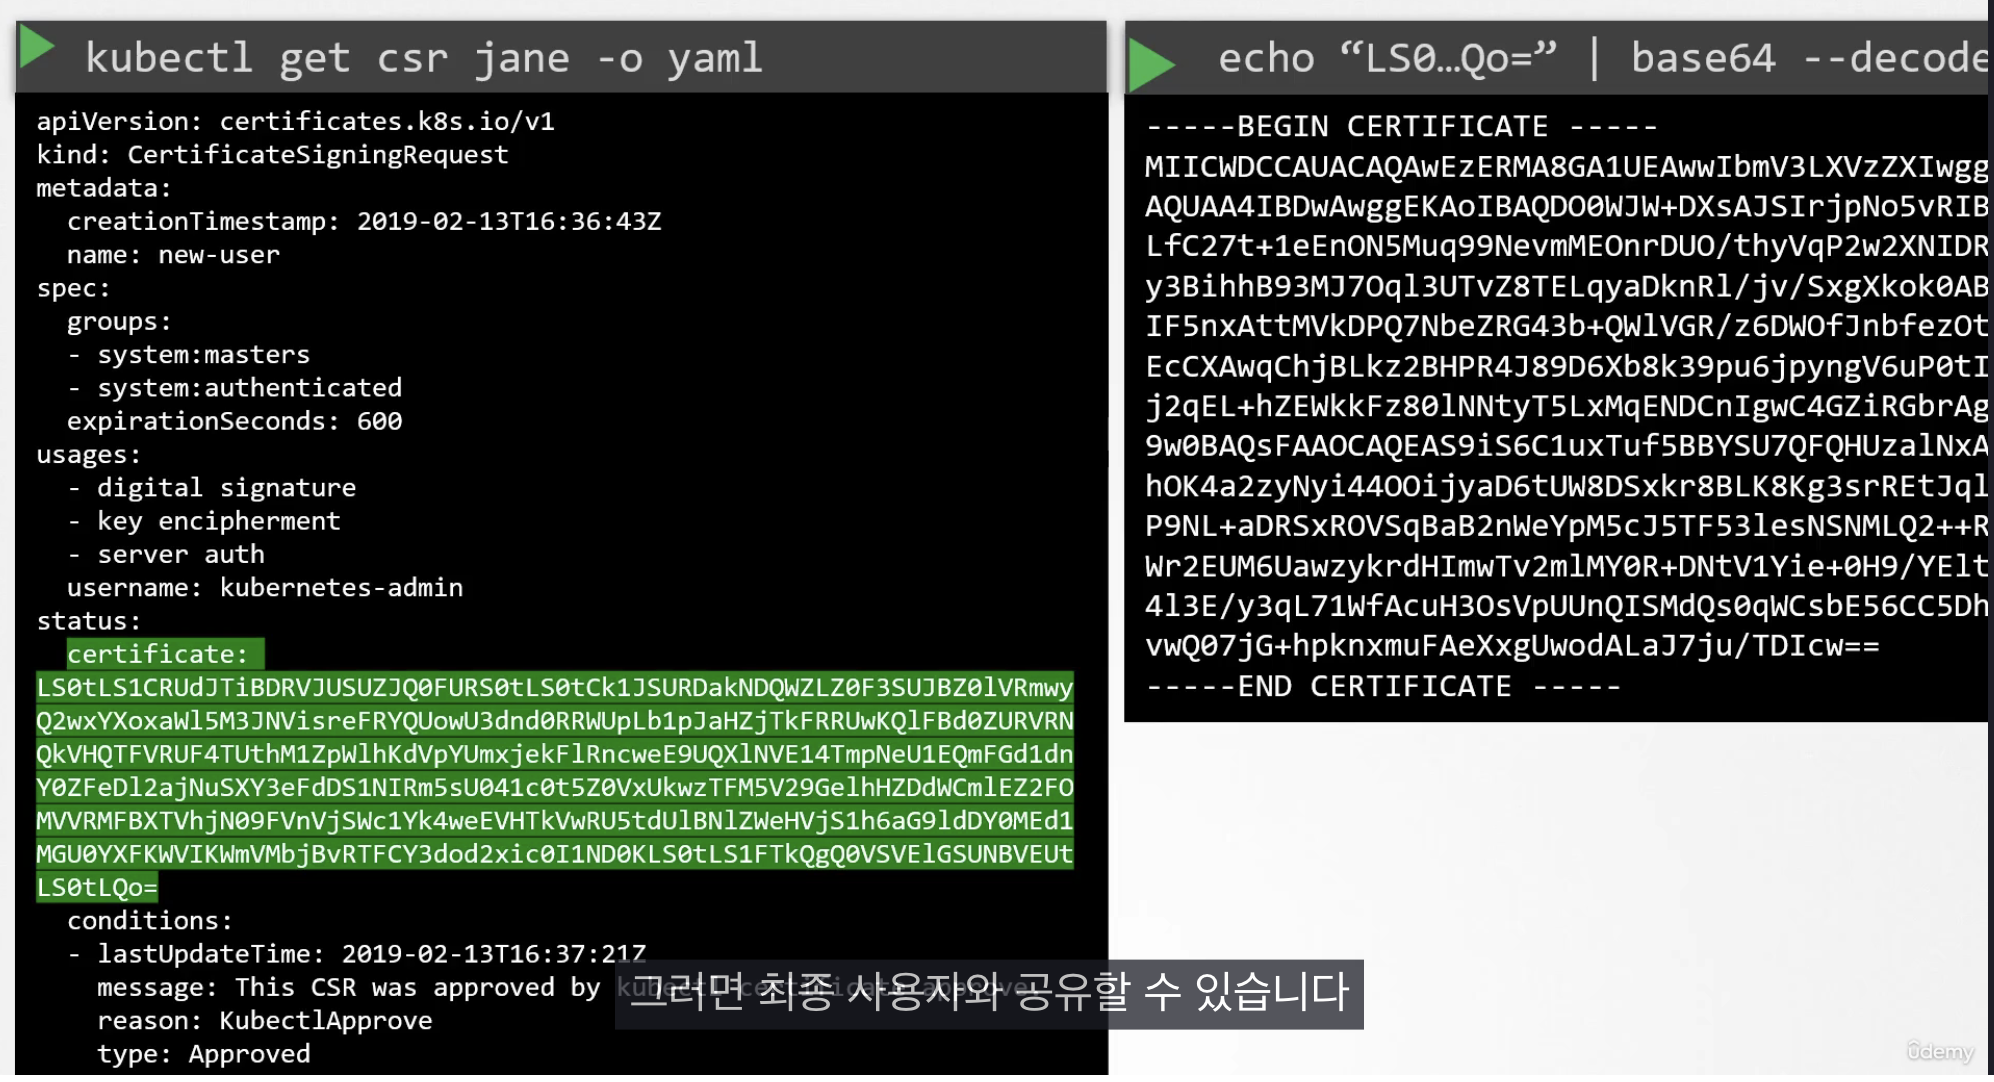 kubectl get csr jane -o yaml
apiVersion: certificates.k8s.io/v1
kind: CertificateSigningRequest
metadata:
  creationTimestamp: 2019-02-13T16:36:43Z
  name: new-user
spec:
  groups:
  - system:masters
  - system:authenticated
  expirationSeconds: 600
usages:
  - digital signature
  - key encipherment
  - server auth
  username: kubernetes-admin
status:
  certificate:
LS0tLS1CRUdJTiBDRVJUSUZJQ0FURS0tLS0tCk1JSURDakNDQWZLZ0F3SUJBZ0lVRmwy
Q2wxYXoxaWl5M3JNVisreFRYQUowU3dnd0RRWUpLb1pJaHZjTkFRRUwKQlFBd0ZURVRN
QkVHQTFVRUF4TUthM1ZpWlhKdVpYUmxjekFlRncweE9UQXlNVE14TmpNeU1EQmFGd1dn
Y0ZFeDl2ajNuSXY3eFdDS1NIRm5sU041c0t5Z0VxUkwzTFM5V29GelhHZDdWCmlEZ2FO
MVVRMFBXTVhjN09FVnVjSWc1Yk4weEVHTkVwRU5tdUlBNlZWeHVjS1h6aG9ldDY0MEd1
MGU0YXFKWVIKWmVMbjBvRTFCY3dod2xic0I1ND0KLS0tLS1FTkQgQ0VSVElGSUNBVEUt
LS0tLQo=
  conditions:
  - lastUpdateTime: 2019-02-13T16:37:21Z
    message: This CSR was approved by kubectl certificate approve.
    reason: KubectlApprove
    type: Approved
echo “LS0…Qo=” | base64 --decode
-----BEGIN CERTIFICATE -----
MIICWDCCAUACAQAwEzERMA8GA1UEAwwIbmV3LXVzZXIwgg
AQUAA4IBDwAwggEKAoIBAQDO0WJW+DXsAJSIrjpNo5vRIB
LfC27t+1eEnON5Muq99NevmMEOnrDUO/thyVqP2w2XNIDR
y3BihhB93MJ7Oql3UTvZ8TELqyaDknRl/jv/SxgXkok0AB
IF5nxAttMVkDPQ7NbeZRG43b+QWlVGR/z6DWOfJnbfezOt
EcCXAwqChjBLkz2BHPR4J89D6Xb8k39pu6jpyngV6uP0tI
j2qEL+hZEWkkFz80lNNtyT5LxMqENDCnIgwC4GZiRGbrAg
9w0BAQsFAAOCAQEAS9iS6C1uxTuf5BBYSU7QFQHUzalNxA
hOK4a2zyNyi44OOijyaD6tUW8DSxkr8BLK8Kg3srREtJql
P9NL+aDRSxROVSqBaB2nWeYpM5cJ5TF53lesNSNMLQ2++R
Wr2EUM6UawzykrdHImwTv2mlMY0R+DNtV1Yie+0H9/YElt
4l3E/y3qL71WfAcuH3OsVpUUnQISMdQs0qWCsbE56CC5Dh
vwQ07jG+hpknxmuFAeXxgUwodALaJ7ju/TDIcw==
-----END CERTIFICATE -----
그러면 최종 사용자와 공유할 수 있습니다
ûdemy